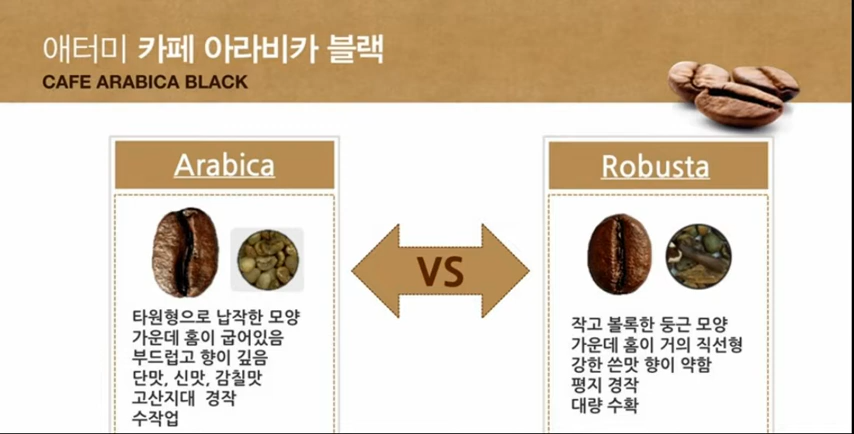 애터미 카페 아라비카 블랙
CAFE ARABICA BLACK
Arabica
타원형으로 납작한 모양
가운데 홈이 굽어있음
부드럽고 향이 깊음
단맛, 신맛, 감칠맛
고산지대 경작
수작업
VS
Robusta
작고 볼록한 둥근 모양
가운데 홈이 거의 직선형
강한 쓴맛 향이 약함
평지 경작
대량 수확